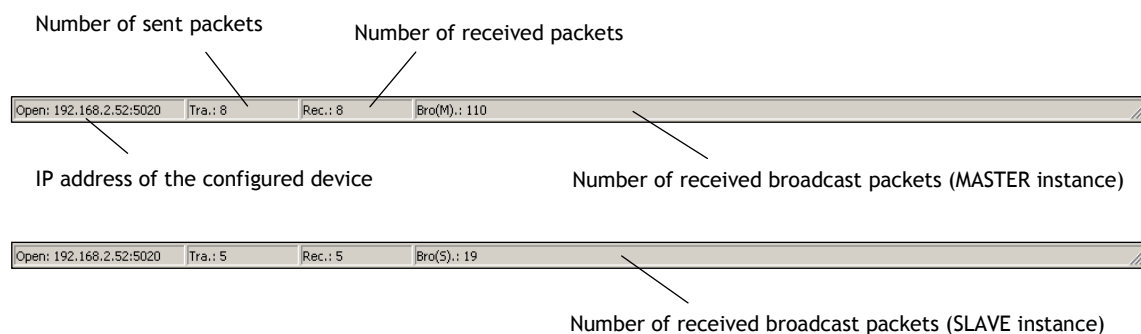 Number of sent packets
Number of received packets
Open: 192.168.2.52:5020 Tra.: 8 Rec.: 8 Bro(M).: 110
IP address of the configured device
Number of received broadcast packets (MASTER instance)
Open: 192.168.2.52:5020 Tra.: 5 Rec.: 5 Bro(S).: 19
Number of received broadcast packets (SLAVE instance)